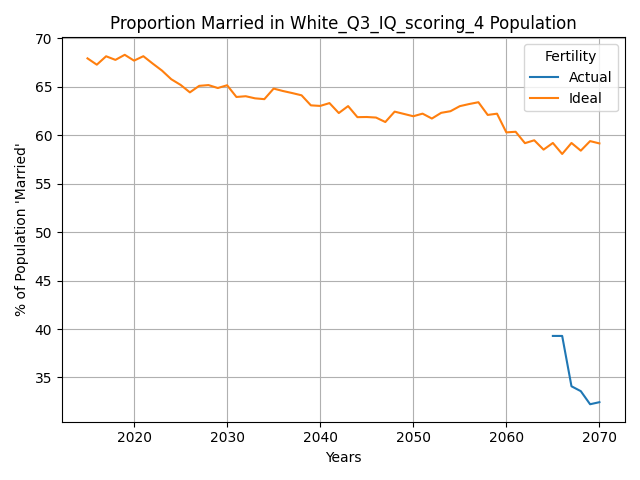 Proportion Married in White_Q3_IQ_scoring_4 Population
% of Population 'Married'
70
65
60
55
50
45
40
35
Fertility
Actual
Ideal
2020 2030 2040 2050 2060 2070
Years